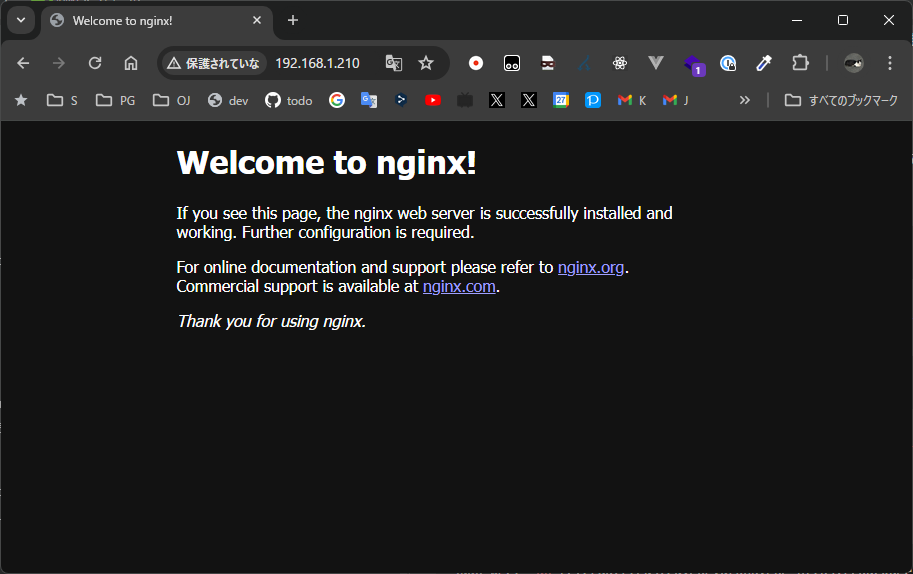 Welcome to nginx!
保護されていな 192.168.1.210
1
S PG OJ dev todo 27 K J すべてのブックマーク
Welcome to nginx!
If you see this page, the nginx web server is successfully installed and
working. Further configuration is required.
For online documentation and support please refer to nginx.org.
Commercial support is available at nginx.com.
Thank you for using nginx.